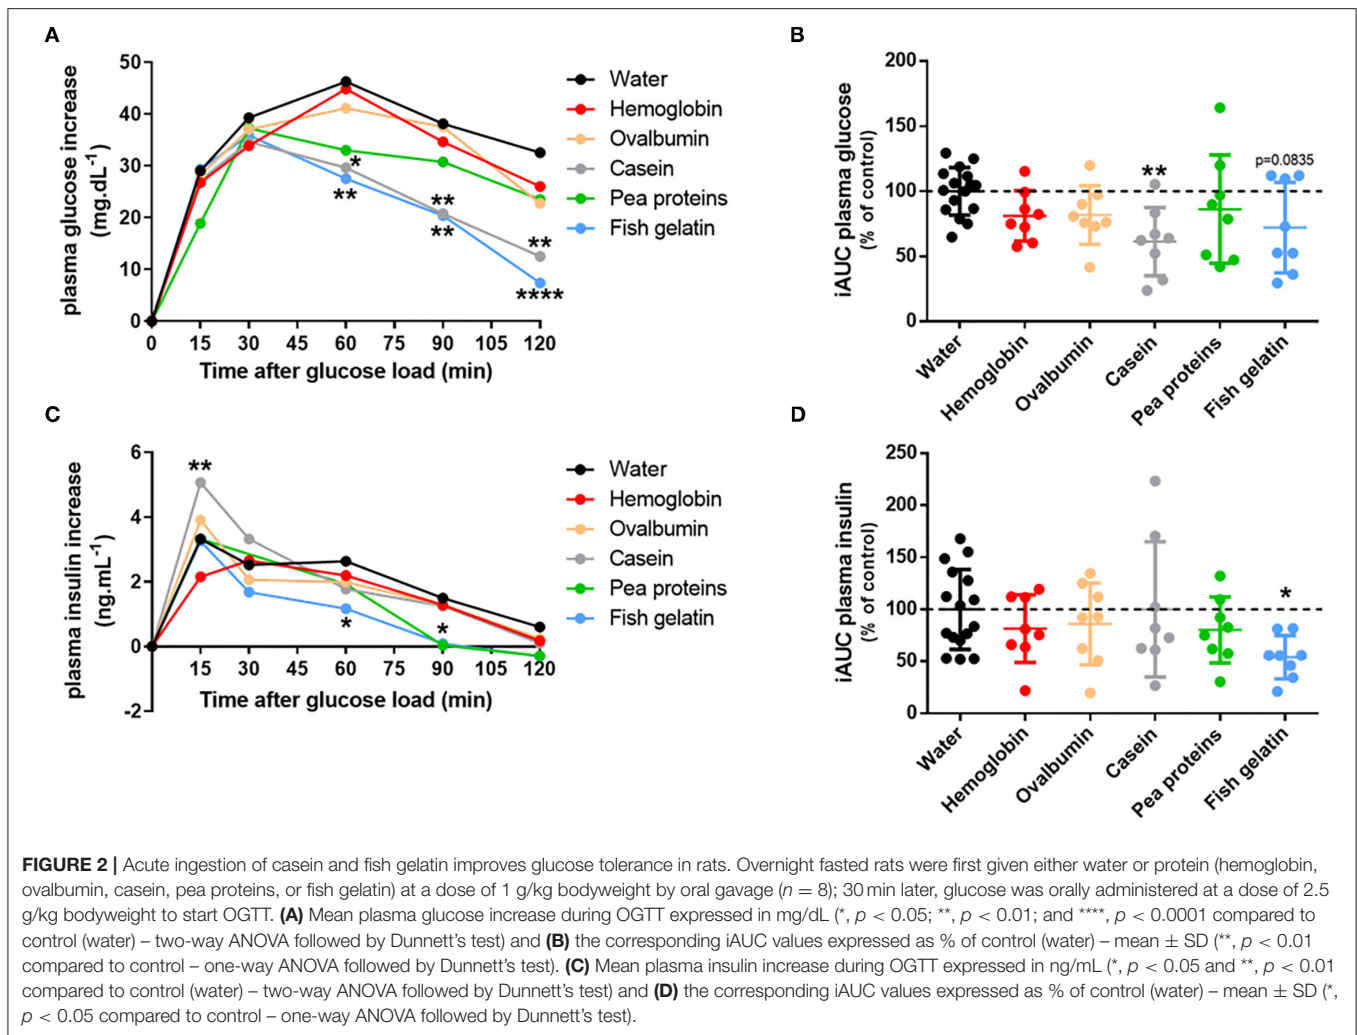 A
50
40
30
20
10
0
plasma glucose increase
(mg.dL-1)
0 15 30 45 60 75 90 105 120
Time after glucose load (min)
*
**
**
**
**
****
Water
Hemoglobin
Ovalbumin
Casein
Pea proteins
Fish gelatin
B
200
150
100
50
0
iAUC plasma glucose
(% of control)
**
p=0.0835
Water
Hemoglobin
Ovalbumin
Casein
Pea proteins
Fish gelatin
C
6
4
2
0
-2
plasma insulin increase
(ng.mL-1)
**
*
*
15 30 45 60 75 90 105 120
Time after glucose load (min)
Water
Hemoglobin
Ovalbumin
Casein
Pea proteins
Fish gelatin
D
250
200
150
100
50
0
iAUC plasma insulin
(% of control)
*
Water
Hemoglobin
Ovalbumin
Casein
Pea proteins
Fish gelatin
FIGURE 2 | Acute ingestion of casein and fish gelatin improves glucose tolerance in rats. Overnight fasted rats were first given either water or protein (hemoglobin,
ovalbumin, casein, pea proteins, or fish gelatin) at a dose of 1 g/kg bodyweight by oral gavage (n = 8); 30 min later, glucose was orally administered at a dose of 2.5
g/kg bodyweight to start OGTT. (A) Mean plasma glucose increase during OGTT expressed in mg/dL (*, p < 0.05; **, p < 0.01; and ****, p < 0.0001 compared to
control (water) – two-way ANOVA followed by Dunnett's test) and (B) the corresponding iAUC values expressed as % of control (water) – mean ± SD (**, p < 0.01
compared to control – one-way ANOVA followed by Dunnett's test). (C) Mean plasma insulin increase during OGTT expressed in ng/mL (*, p < 0.05 and **, p < 0.01
compared to control (water) – two-way ANOVA followed by Dunnett's test) and (D) the corresponding iAUC values expressed as % of control (water) – mean ± SD (*,
p < 0.05 compared to control – one-way ANOVA followed by Dunnett's test).